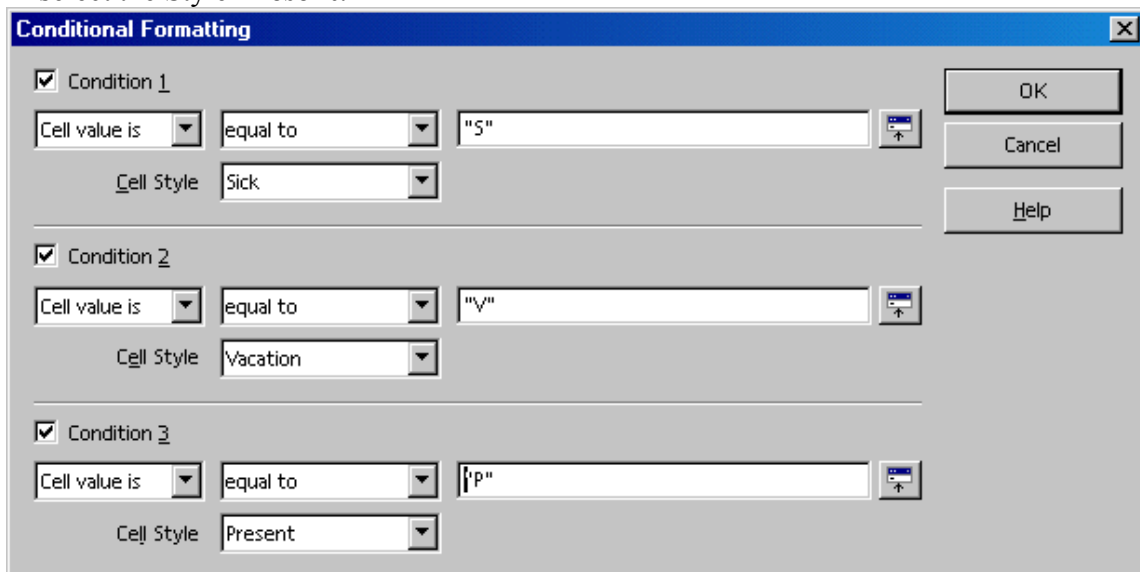 Conditional Formatting
Condition 1
OK
Cell value is equal to "S"
Cancel
Cell Style Sick
Help
Condition 2
Cell value is equal to "V"
Cell Style Vacation
Condition 3
Cell value is equal to "P"
Cell Style Present